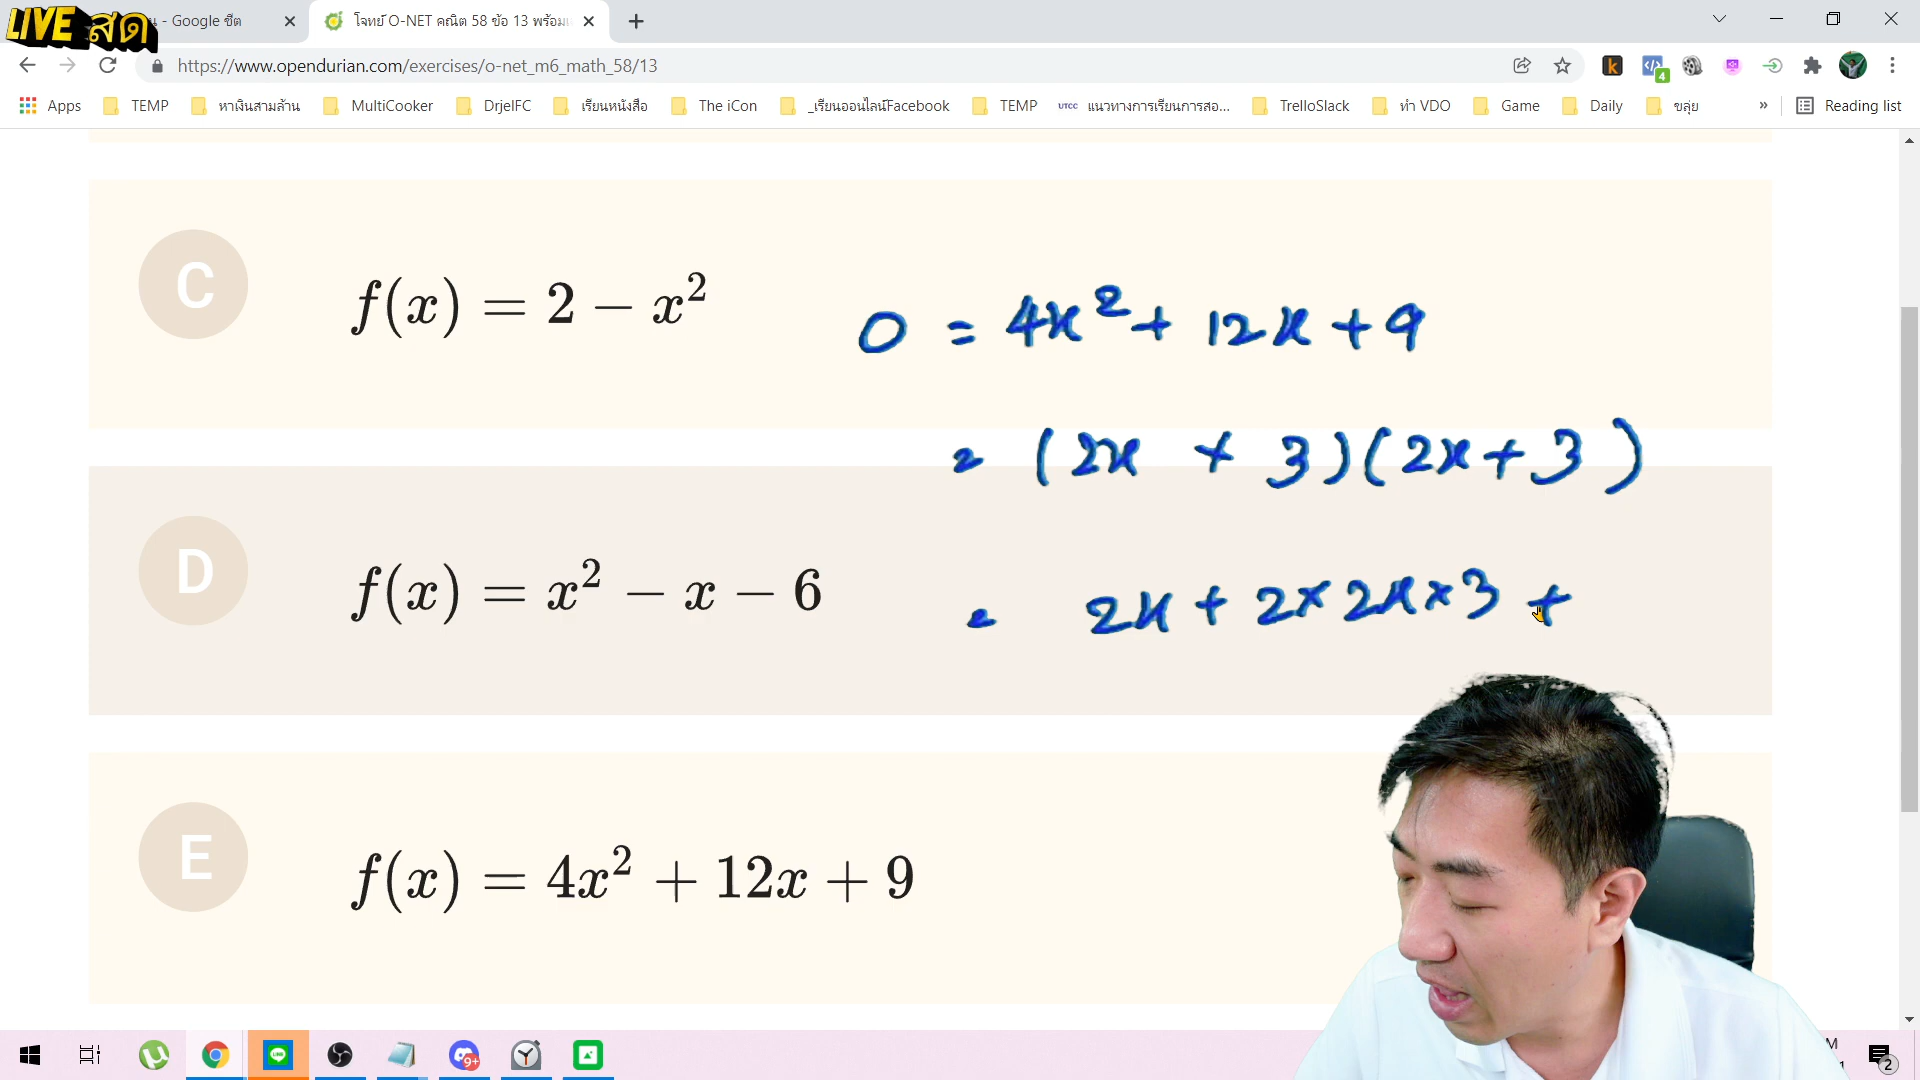 LIVE สด
- Google ชีต
โจทย์ O-NET คณิต 58 ข้อ 13 พร้อมเ
https://www.opendurian.com/exercises/o-net_m6_math_58/13
4
Apps TEMP หาเงินสามล้าน MultiCooker DrjelFC เรียนหนังสือ The iCon _เรียนออนไลน์Facebook TEMP UTCC แนวทางการเรียนการสอ... TrelloSlack ทำ VDO Game Daily ขลุ่ย » Reading list
C f(x) = 2 − x²
0 = 4x² + 12x + 9
= (2x + 3)(2x + 3)
D f(x) = x² − x − 6
= 2x + 2 × 2x × 3 +
E f(x) = 4x² + 12x + 9
LINE
9+
M
2